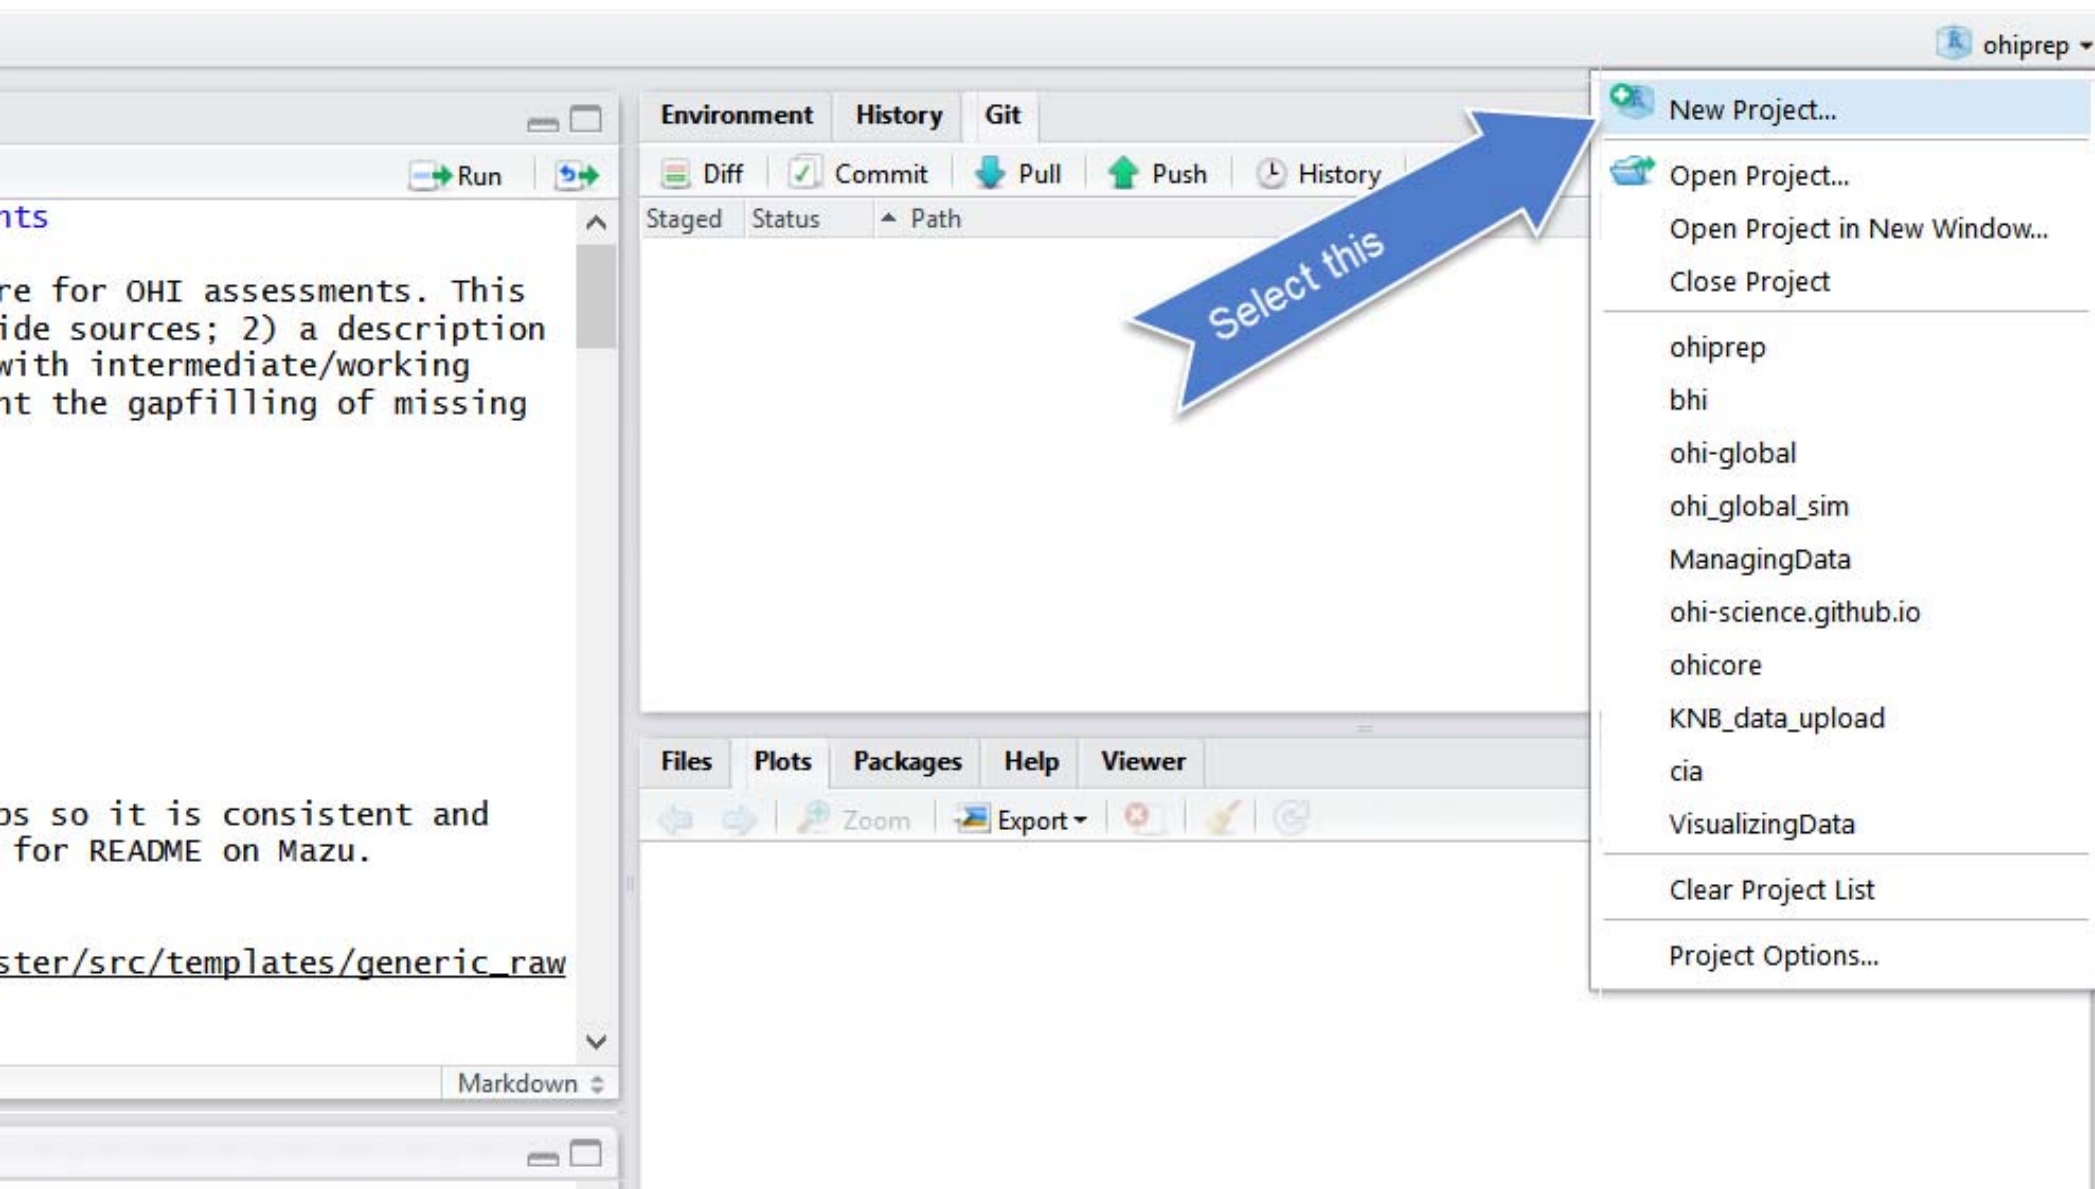 ohiprep
Run
nts
re for OHI assessments. This
ide sources; 2) a description
with intermediate/working
nt the gapfilling of missing
ps so it is consistent and
for README on Mazu.
ster/src/templates/generic_raw
Markdown
Environment History Git
Diff Commit Pull Push History
Staged Status Path
Select this
Files Plots Packages Help Viewer
Zoom Export
New Project...
Open Project...
Open Project in New Window...
Close Project
ohiprep
bhi
ohi-global
ohi_global_sim
ManagingData
ohi-science.github.io
ohicore
KNB_data_upload
cia
VisualizingData
Clear Project List
Project Options...